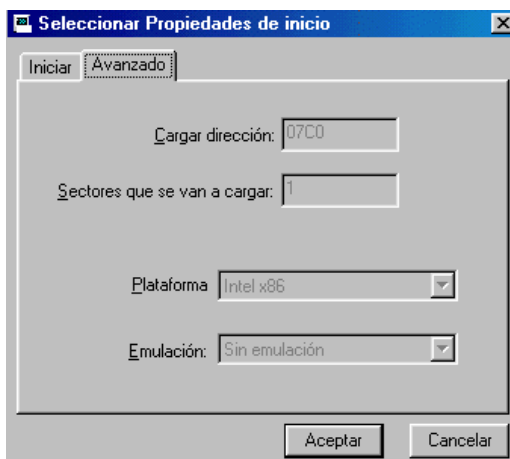 Seleccionar Propiedades de inicio
Iniciar Avanzado
Cargar dirección: 07C0
Sectores que se van a cargar: 1
Plataforma Intel x86
Emulación: Sin emulación
Aceptar Cancelar